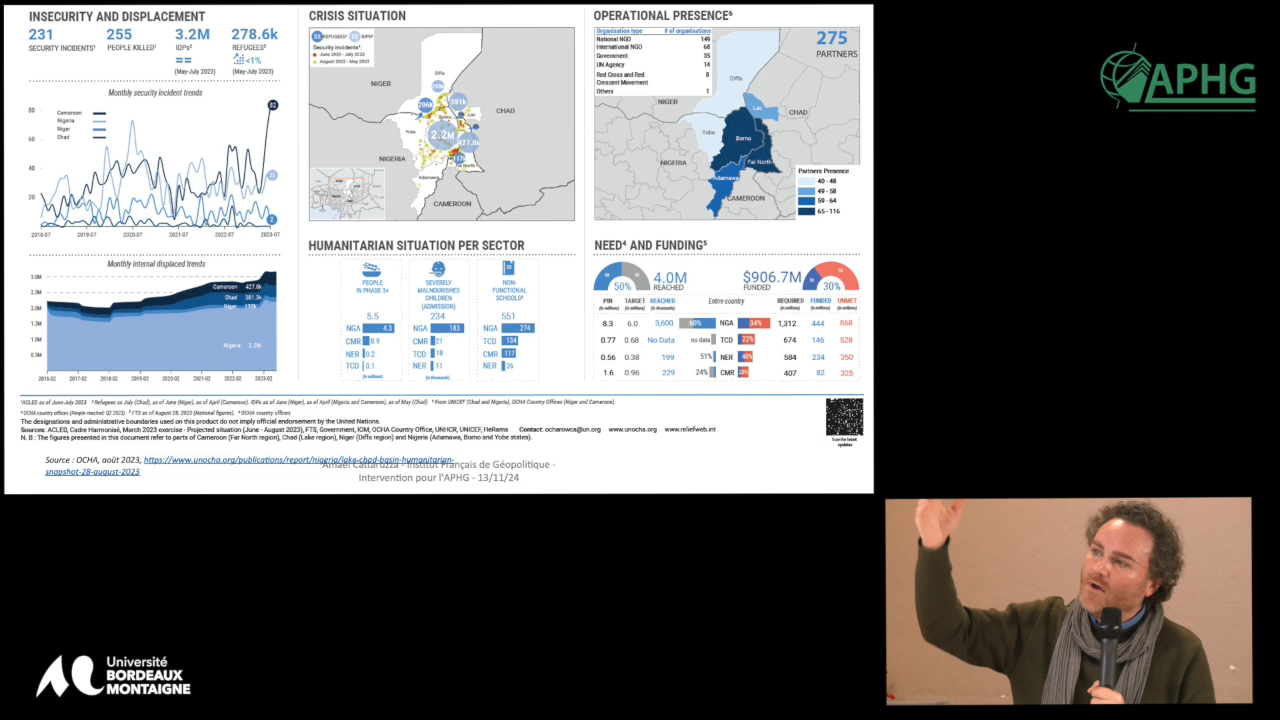 INSECURITY AND DISPLACEMENT
231
SECURITY INCIDENTS¹
255
PEOPLE KILLED¹
3.2M
IDPs²
(May-July 2023)
278.6k
REFUGEES²
<1%
(May-July 2023)
Monthly security incident trends
Cameroon
Nigeria
Niger
Chad
80
60
40
20
82
2
2018-07 2019-07 2020-07 2021-07 2022-07 2023-07
Monthly internal displaced trends
3.0M
2.5M
2.0M
1.5M
1.0M
0.5M
Cameroon 427.8k
Chad 381.3k
Niger
Nigeria 2.2M
2016-02 2017-02 2018-02 2019-02 2020-02 2021-02 2022-02 2023-02
CRISIS SITUATION
Security incidents¹:
June 2023 - July 2023
August 2022 - May 2023
NIGER
CHAD
NIGERIA
CAMEROON
Diffa
206k
381k
Lac
Borno
Yobe
2.2M
427.8k
Far North
Adamawa
HUMANITARIAN SITUATION PER SECTOR
PEOPLE
IN PHASE 3+
5.5
NGA 4.3
CMR 0.9
NER 0.2
TCD 0.1
(in millions)
SEVERELY
MALNOURISHED
CHILDREN
(ADMISSION)
234
NGA 183
CMR 21
TCD 18
NER 11
(in thousands)
NON-
FUNCTIONAL
SCHOOLS³
551
NGA 274
TCD 134
CMR 117
NER 26
OPERATIONAL PRESENCE⁶
Organisation type # of organisations
National NGO 149
International NGO 68
Government 35
UN Agency 14
Red Cross and Red
Crescent Movement 8
Others 1
275
PARTNERS
Diffa
NIGER
Lac
CHAD
Yobe
Borno
NIGERIA
Far North
Adamawa
CAMEROON
Partners Presence
40 - 48
49 - 58
59 - 64
65 - 116
NEED⁴ AND FUNDING⁵
50%
4.0M
REACHED
$906.7M
FUNDED
30%
PIN TARGET REACHED Entire country REQUIRED FUNDED UNMET
(in millions) (in millions) (in thousands) (in millions) (in millions) (in millions)
8.3 6.0 3,600 60% NGA 34% 1,312 444 868
0.77 0.68 No Data no data TCD 22% 674 146 528
0.56 0.38 199 51% NER 40% 584 234 350
1.6 0.96 229 24% CMR 20% 407 82 325
¹ACLED as of June-July 2023 ²Refugees as July (Chad), as of June (Niger), as of April (Cameroon). IDPs as of June (Niger), as of April (Nigeria and Cameroon), as of May (Chad) ³From UNICEF (Chad and Nigeria), OCHA Country Offices (Niger and Cameroon).
⁴OCHA country offices (People reached: Q2 2023) ⁵FTS as of August 28, 2023 (National figures). ⁶OCHA country offices
The designations and administrative boundaries used on this product do not imply official endorsement by the United Nations.
Sources: ACLED, Cadre Harmonisé, March 2023 exercise - Projected situation (June - August 2023), FTS, Government, IOM, OCHA Country Office, UNHCR, UNICEF, HeRams Contact: ocharowca@un.org www.unocha.org www.reliefweb.int
N. B : The figures presented in this document refer to parts of Cameroon (Far North region), Chad (Lake region), Niger (Diffa region) and Nigeria (Adamawa, Borno and Yobe states).
Scan for latest
updates
Source : OCHA, août 2023, https://www.unocha.org/publications/report/nigeria/lake-chad-basin-humanitarian-
snapshot-28-august-2023
Amaël Cattaruzza - Institut Français de Géopolitique -
Intervention pour l'APHG - 13/11/24
APHG
Université
BORDEAUX
MONTAIGNE